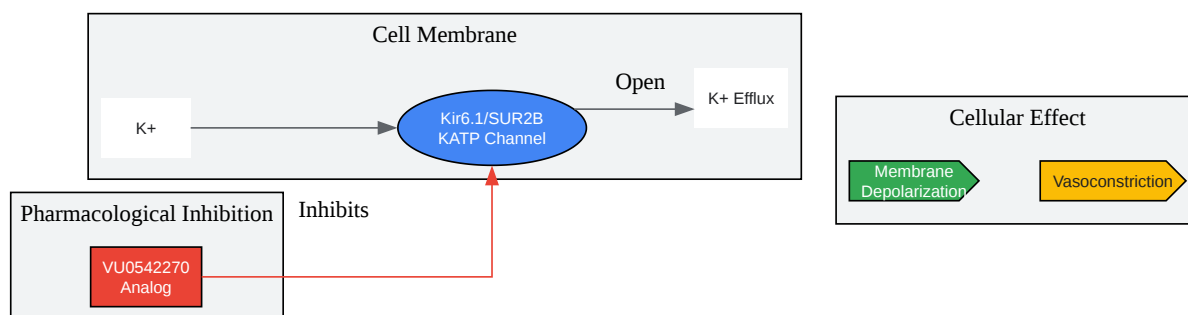 Cell Membrane
Open
K+
Kir6.1/SUR2B
KATP Channel
K+ Efflux
Cellular Effect
Membrane
Depolarization
Vasoconstriction
Pharmacological Inhibition
Inhibits
VU0542270
Analog